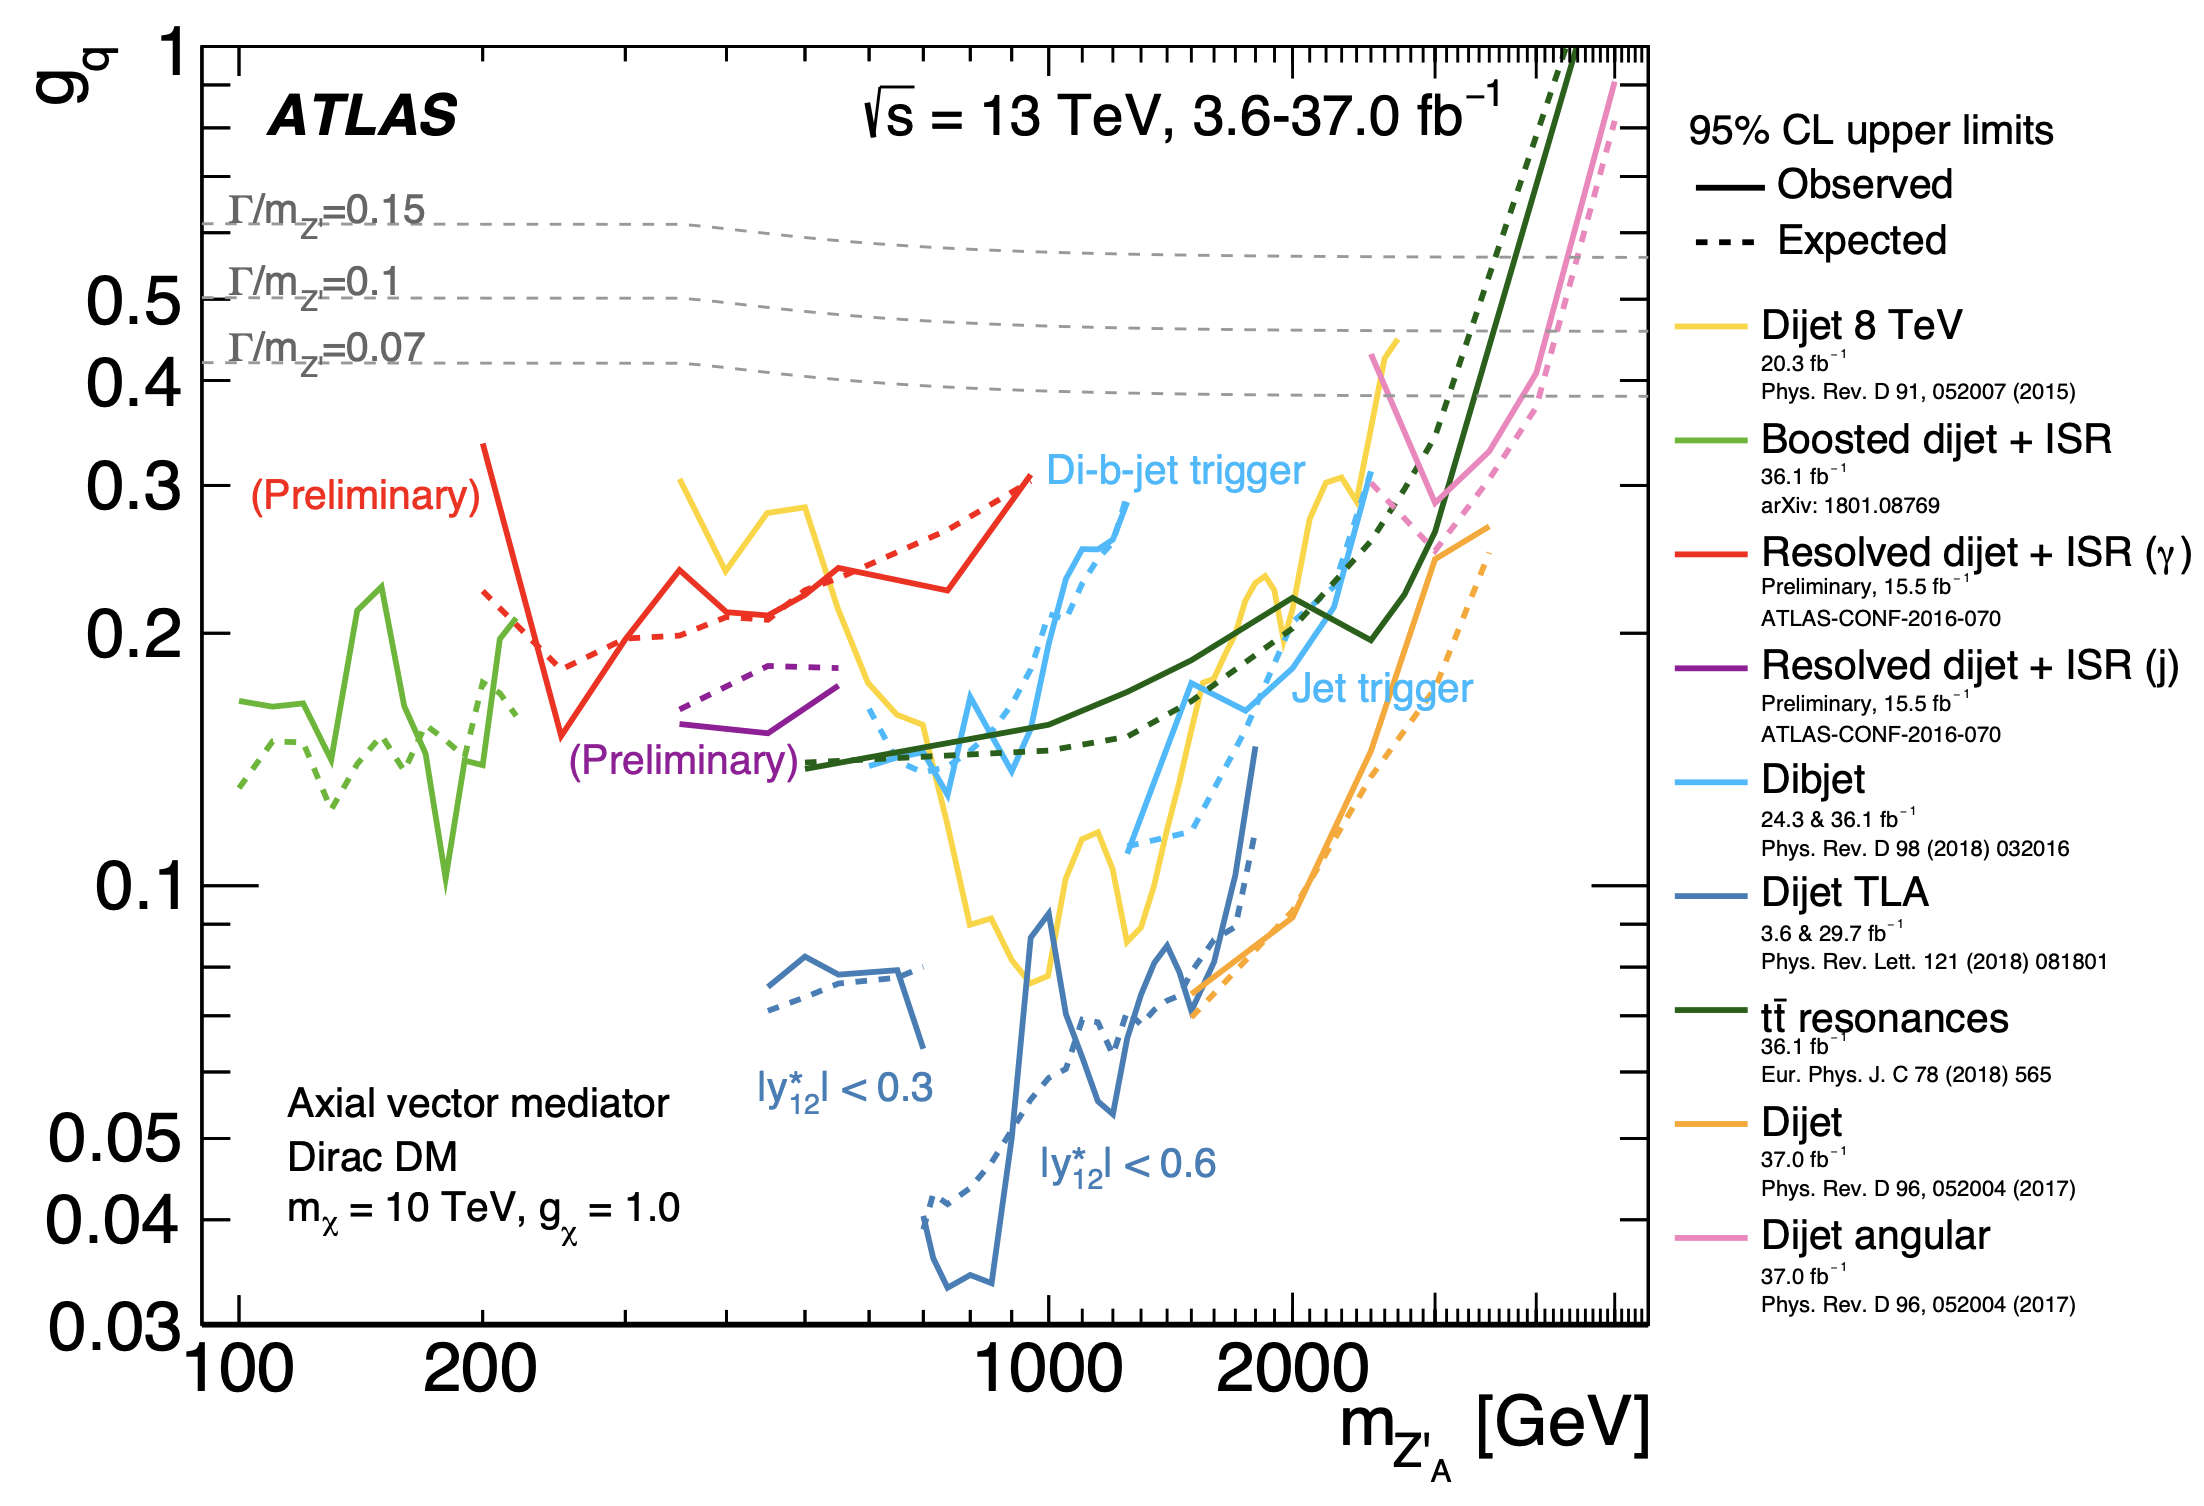 g_q
1
0.5
0.4
0.3
0.2
0.1
0.05
0.04
0.03
ATLAS
√s = 13 TeV, 3.6-37.0 fb⁻¹
Γ/m_Z'=0.15
Γ/m_Z'=0.1
Γ/m_Z'=0.07
(Preliminary)
Di-b-jet trigger
Jet trigger
(Preliminary)
|y*₁₂| < 0.3
|y*₁₂| < 0.6
Axial vector mediator
Dirac DM
m_χ = 10 TeV, g_χ = 1.0
100
200
1000
2000
m_Z'_A [GeV]
95% CL upper limits
Observed
Expected
Dijet 8 TeV
20.3 fb⁻¹
Phys. Rev. D 91, 052007 (2015)
Boosted dijet + ISR
36.1 fb⁻¹
arXiv: 1801.08769
Resolved dijet + ISR (γ)
Preliminary, 15.5 fb⁻¹
ATLAS-CONF-2016-070
Resolved dijet + ISR (j)
Preliminary, 15.5 fb⁻¹
ATLAS-CONF-2016-070
Dibjet
24.3 & 36.1 fb⁻¹
Phys. Rev. D 98 (2018) 032016
Dijet TLA
3.6 & 29.7 fb⁻¹
Phys. Rev. Lett. 121 (2018) 081801
tt̄ resonances
36.1 fb⁻¹
Eur. Phys. J. C 78 (2018) 565
Dijet
37.0 fb⁻¹
Phys. Rev. D 96, 052004 (2017)
Dijet angular
37.0 fb⁻¹
Phys. Rev. D 96, 052004 (2017)